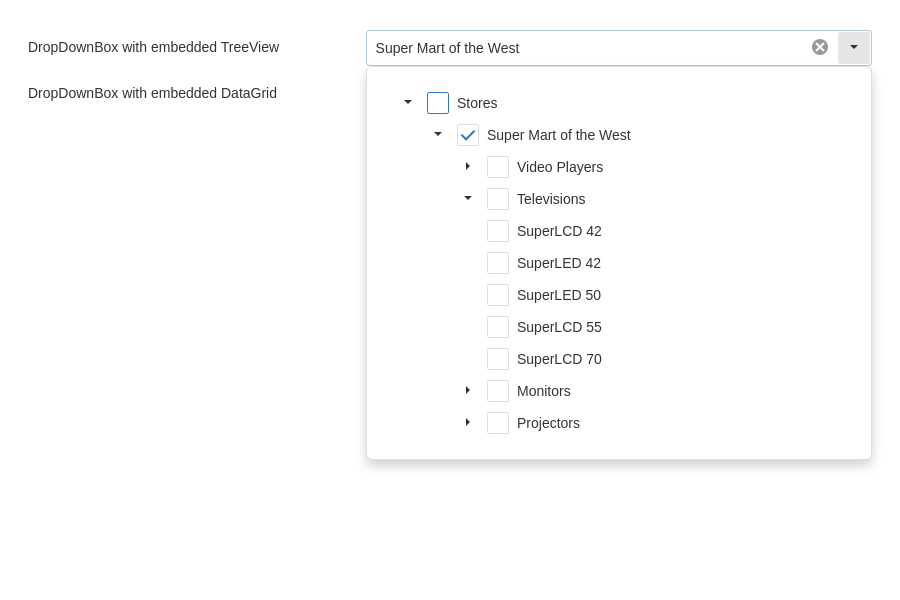 DropDownBox with embedded TreeView
Super Mart of the West
DropDownBox with embedded DataGrid
Stores
Super Mart of the West
Video Players
Televisions
SuperLCD 42
SuperLED 42
SuperLED 50
SuperLCD 55
SuperLCD 70
Monitors
Projectors